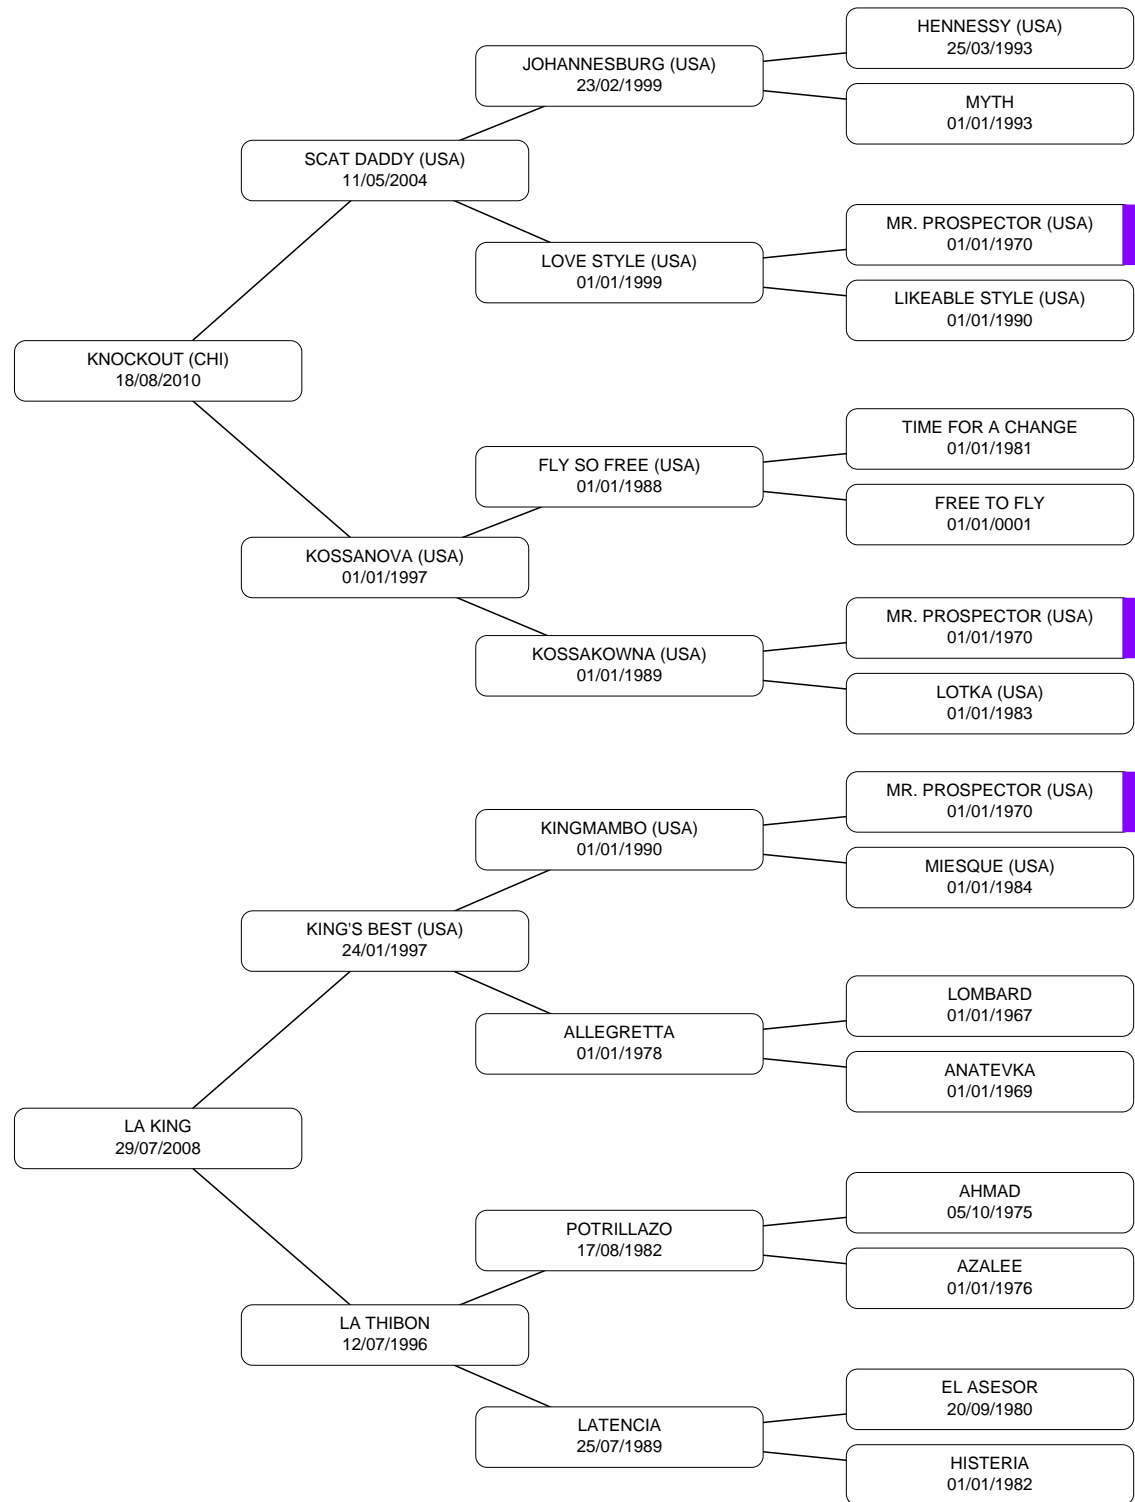 HENNESSY (USA)
25/03/1993
JOHANNESBURG (USA)
23/02/1999
MYTH
01/01/1993
SCAT DADDY (USA)
11/05/2004
MR. PROSPECTOR (USA)
01/01/1970
LOVE STYLE (USA)
01/01/1999
LIKEABLE STYLE (USA)
01/01/1990
KNOCKOUT (CHI)
18/08/2010
TIME FOR A CHANGE
01/01/1981
FLY SO FREE (USA)
01/01/1988
FREE TO FLY
01/01/0001
KOSSANOVA (USA)
01/01/1997
MR. PROSPECTOR (USA)
01/01/1970
KOSSAKOWNA (USA)
01/01/1989
LOTKA (USA)
01/01/1983
MR. PROSPECTOR (USA)
01/01/1970
KINGMAMBO (USA)
01/01/1990
MIESQUE (USA)
01/01/1984
KING'S BEST (USA)
24/01/1997
LOMBARD
01/01/1967
ALLEGRETTA
01/01/1978
ANATEVKA
01/01/1969
LA KING
29/07/2008
AHMAD
05/10/1975
POTRILLAZO
17/08/1982
AZALEE
01/01/1976
LA THIBON
12/07/1996
EL ASESOR
20/09/1980
LATENCIA
25/07/1989
HISTERIA
01/01/1982